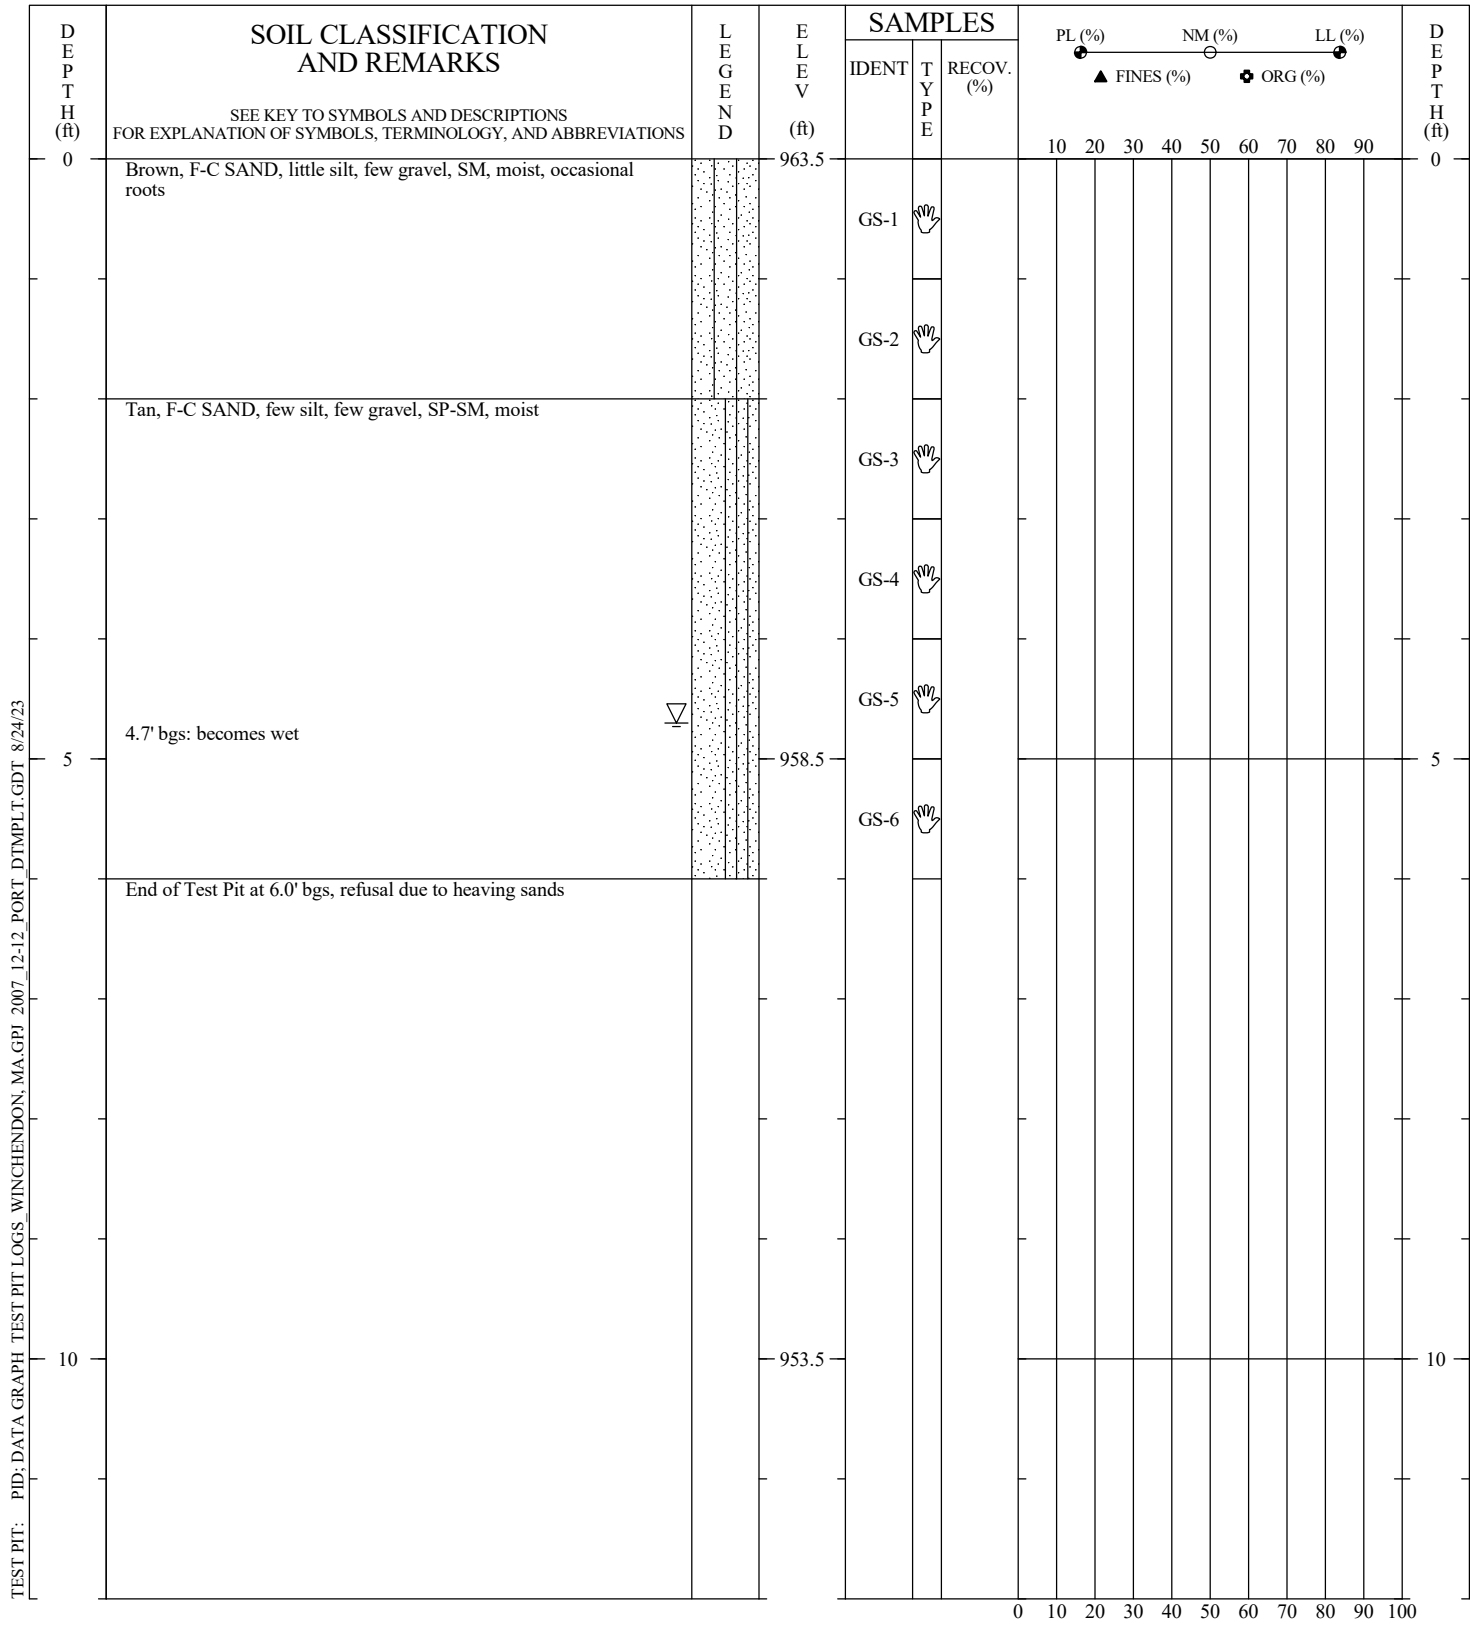 DEPTH
(ft)
SOIL CLASSIFICATION
AND REMARKS
SEE KEY TO SYMBOLS AND DESCRIPTIONS
FOR EXPLANATION OF SYMBOLS, TERMINOLOGY, AND ABBREVIATIONS
LEGEND
ELEV
(ft)
SAMPLES
IDENT
TYPE
RECOV.
(%)
PL (%) NM (%) LL (%)
FINES (%) ORG (%)
10 20 30 40 50 60 70 80 90
DEPTH
(ft)
0
Brown, F-C SAND, little silt, few gravel, SM, moist, occasional
roots
963.5
0
GS-1
GS-2
Tan, F-C SAND, few silt, few gravel, SP-SM, moist
GS-3
GS-4
GS-5
4.7' bgs: becomes wet
5
958.5
5
GS-6
End of Test Pit at 6.0' bgs, refusal due to heaving sands
10
953.5
10
0 10 20 30 40 50 60 70 80 90 100
TEST PIT: PID; DATA GRAPH TEST PIT LOGS_WINCHENDON, MA.GPJ 2007_12-12_PORT_DTMPLT.GDT 8/24/23